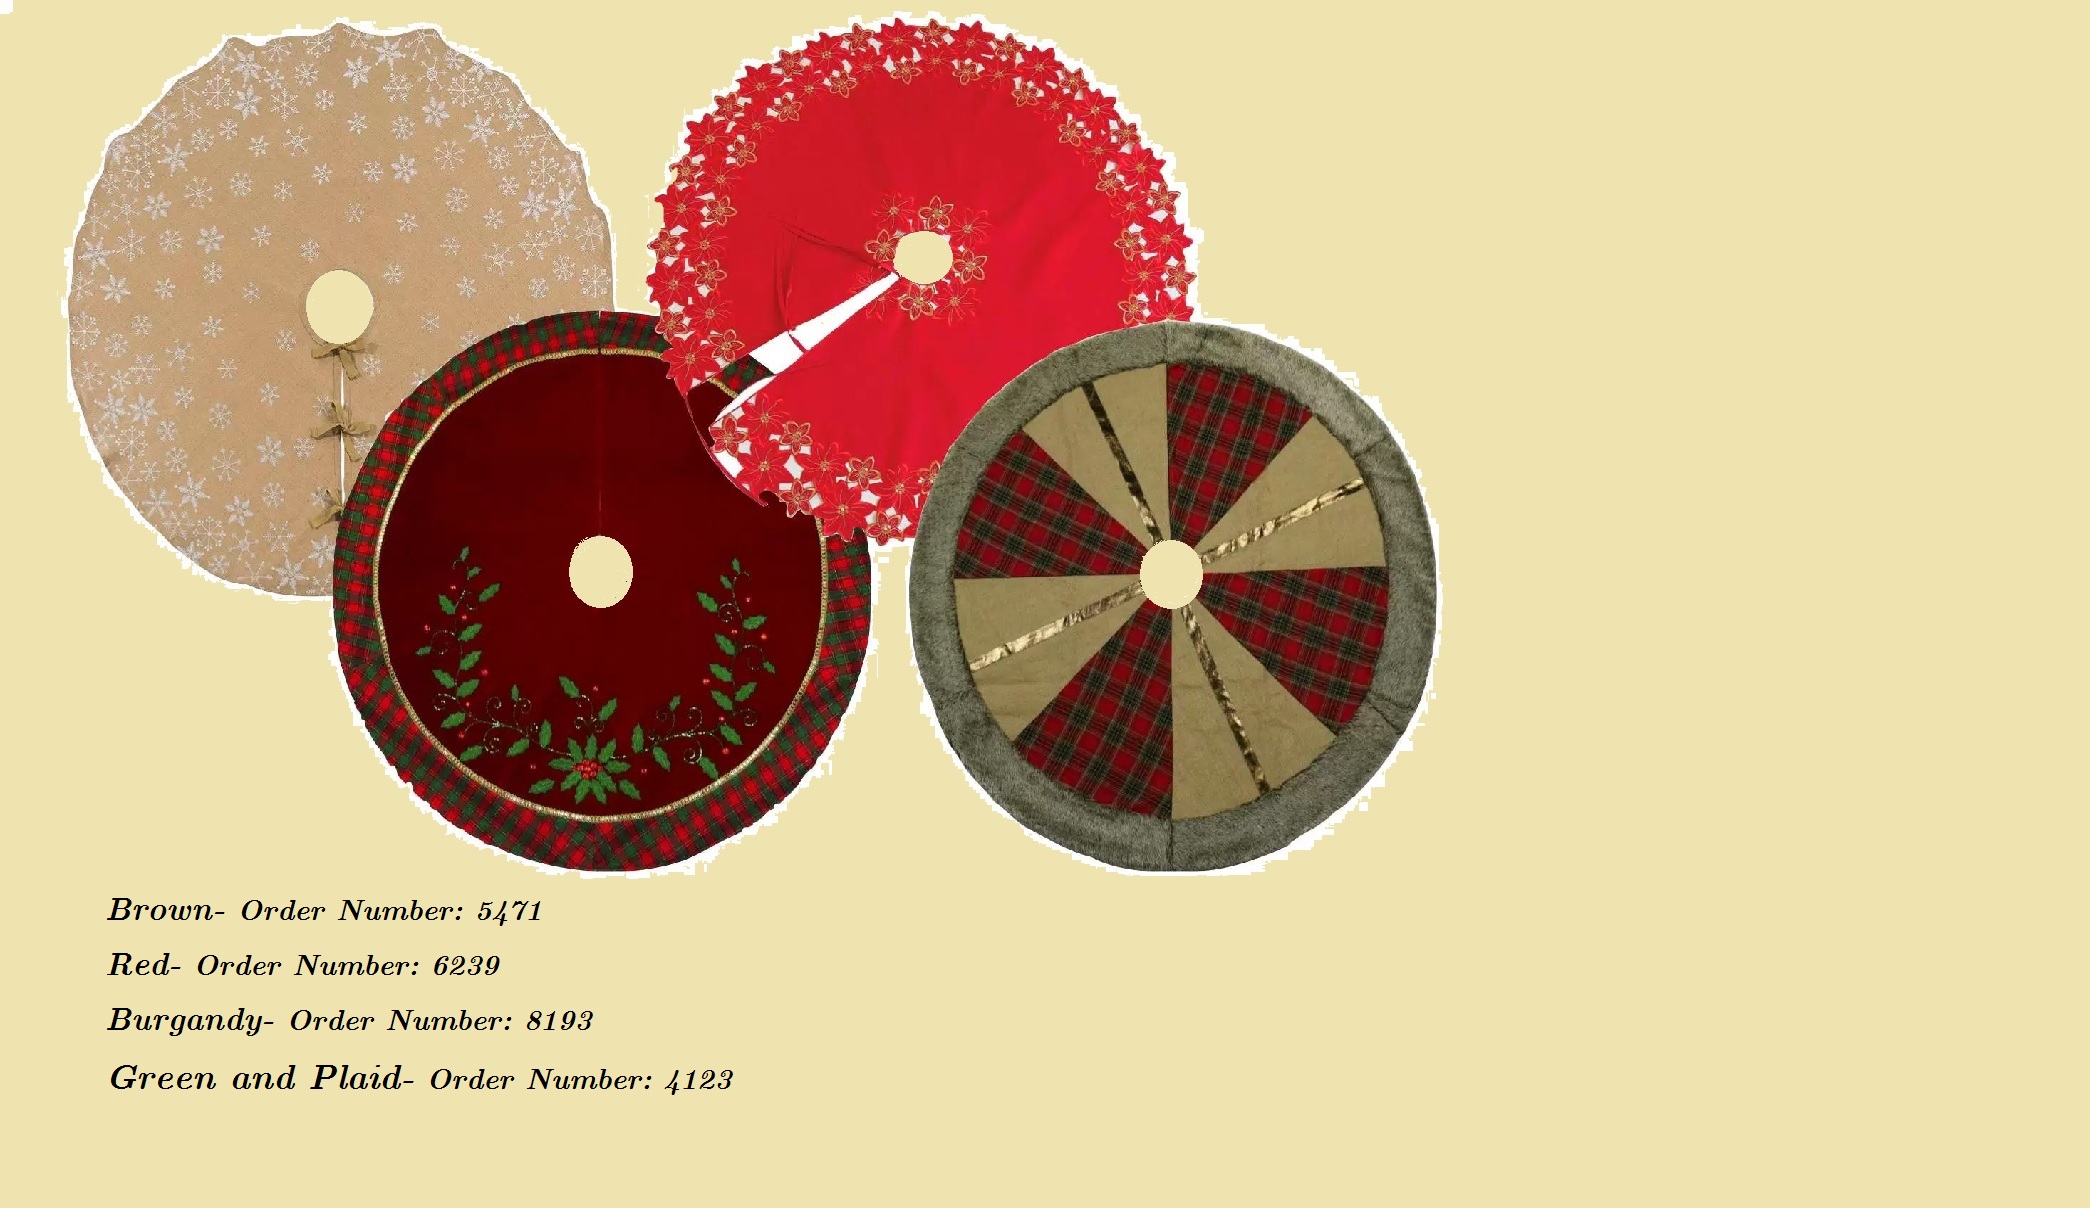 Brown- Order Number: 5471
Red- Order Number: 6239
Burgandy- Order Number: 8193
Green and Plaid- Order Number: 4123